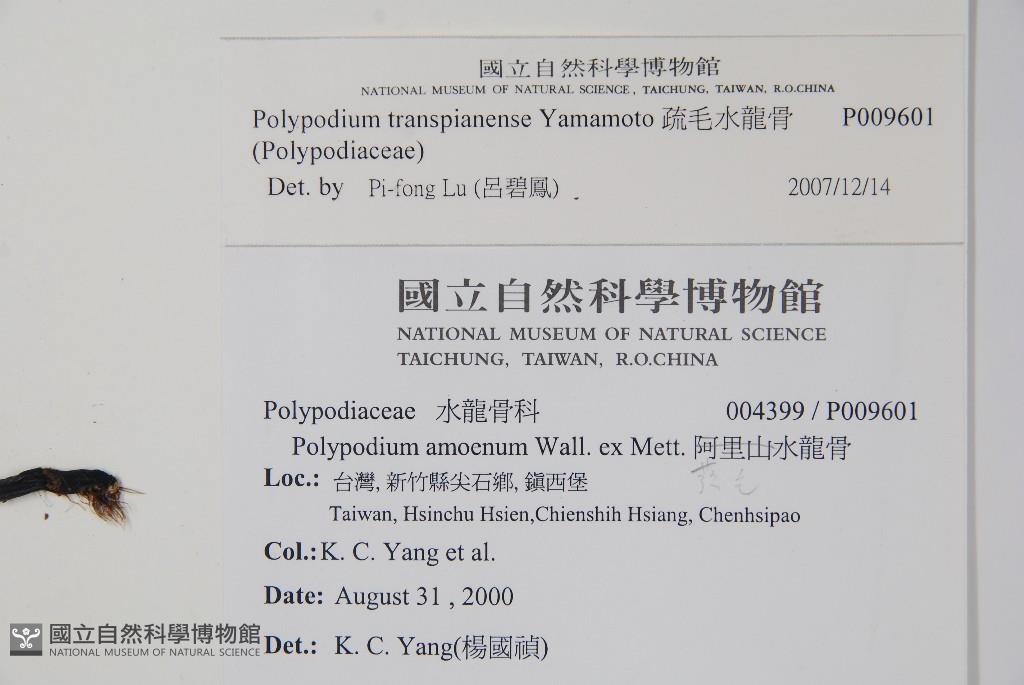 國立自然科學博物館
NATIONAL MUSEUM OF NATURAL SCIENCE, TAICHUNG, TAIWAN, R.O.CHINA
Polypodium transpianense Yamamoto 疏毛水龍骨 P009601
(Polypodiaceae)
Det. by Pi-fong Lu (呂碧鳳) 2007/12/14
國立自然科學博物館
NATIONAL MUSEUM OF NATURAL SCIENCE
TAICHUNG, TAIWAN, R.O.CHINA
Polypodiaceae 水龍骨科 004399 / P009601
Polypodium amoenum Wall. ex Mett. 阿里山水龍骨
Loc.: 台灣, 新竹縣尖石鄉, 鎮西堡
Taiwan, Hsinchu Hsien,Chienshih Hsiang, Chenhsipao
Col.:K. C. Yang et al.
Date: August 31 , 2000
Det.: K. C. Yang(楊國禎)
國立自然科學博物館
NATIONAL MUSEUM OF NATURAL SCIENCE